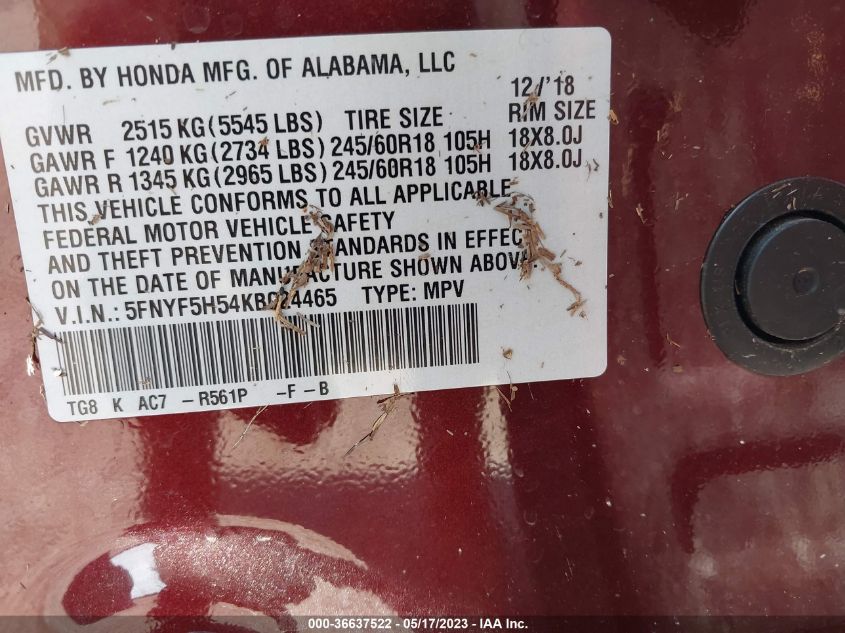 MFD. BY HONDA MFG. OF ALABAMA, LLC
12/'18
GVWR 2515 KG (5545 LBS) TIRE SIZE RIM SIZE
GAWR F 1240 KG (2734 LBS) 245/60R18 105H 18X8.0J
GAWR R 1345 KG (2965 LBS) 245/60R18 105H 18X8.0J
THIS VEHICLE CONFORMS TO ALL APPLICABLE
FEDERAL MOTOR VEHICLE SAFETY
AND THEFT PREVENTION STANDARDS IN EFFECT
ON THE DATE OF MANUFACTURE SHOWN ABOVE.
V.I.N.: 5FNYF5H54KB024465 TYPE: MPV
TG8 K AC7 - R561P - F - B
000-36637522 - 05/17/2023 - IAA Inc.